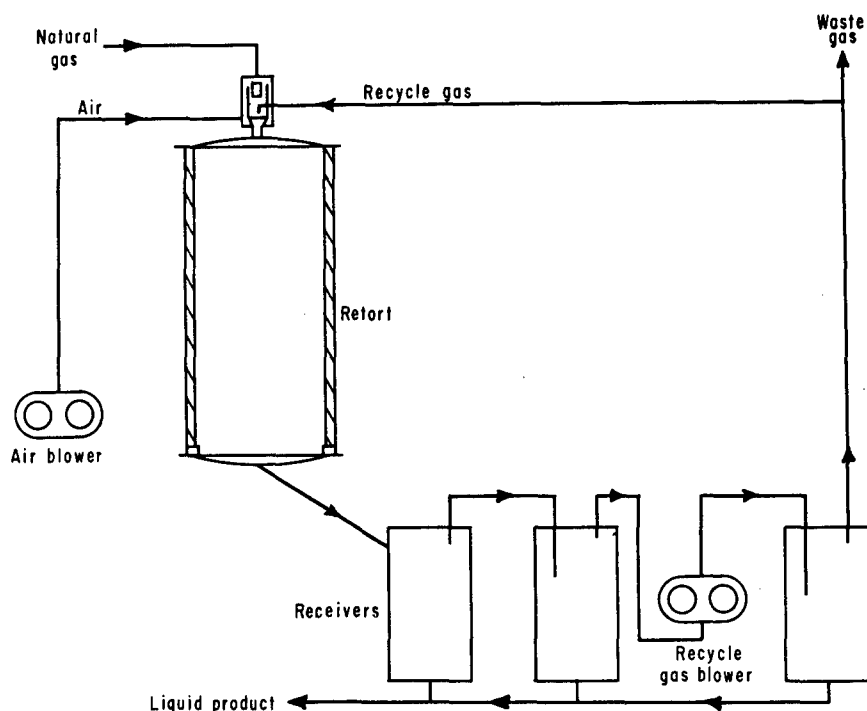 Natural
gas
Waste
gas
Recycle gas
Air
Retort
Air blower
Receivers
Recycle
gas blower
Liquid product